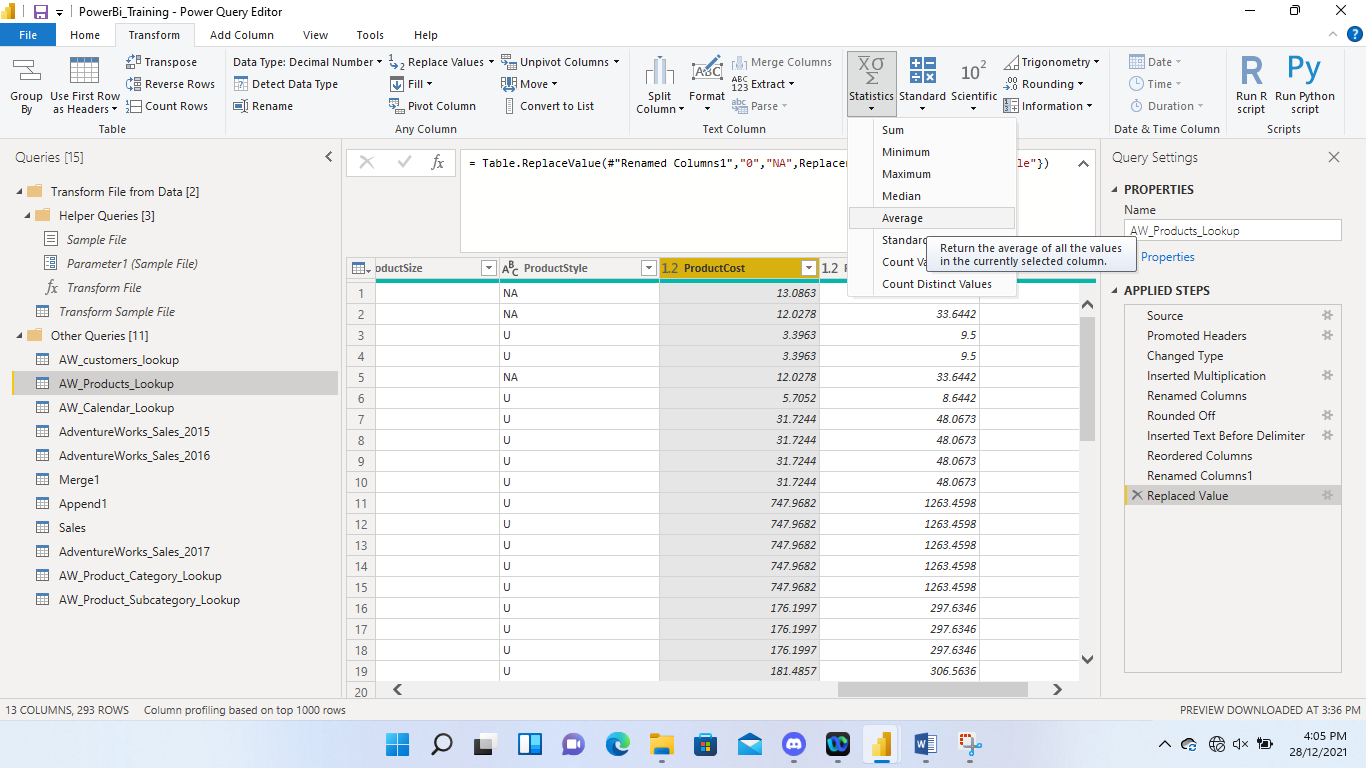 PowerBi_Training - Power Query Editor
File Home Transform Add Column View Tools Help
Group By
Use First Row as Headers
Transpose
Reverse Rows
Count Rows
Table
Data Type: Decimal Number
Detect Data Type
Rename
Replace Values
Fill
Pivot Column
Unpivot Columns
Move
Convert to List
Any Column
Split Column
Format
Merge Columns
Extract
Parse
Text Column
Statistics
Standard
Scientific
Trigonometry
Rounding
Information
Date
Time
Duration
Date & Time Column
Run R script
Run Python script
Scripts
Sum
Minimum
Maximum
Median
Average
Standard
Count Va
Count Distinct Values
Return the average of all the values
in the currently selected column.
Queries [15]
Transform File from Data [2]
Helper Queries [3]
Sample File
Parameter1 (Sample File)
Transform File
Transform Sample File
Other Queries [11]
AW_customers_lookup
AW_Products_Lookup
AW_Calendar_Lookup
AdventureWorks_Sales_2015
AdventureWorks_Sales_2016
Merge1
Append1
Sales
AdventureWorks_Sales_2017
AW_Product_Category_Lookup
AW_Product_Subcategory_Lookup
= Table.ReplaceValue(#"Renamed Columns1","0","NA",Replace le"})
oductSize ProductStyle 1.2 ProductCost 1.2
1 NA 13.0863
2 NA 12.0278 33.6442
3 U 3.3963 9.5
4 U 3.3963 9.5
5 NA 12.0278 33.6442
6 U 5.7052 8.6442
7 U 31.7244 48.0673
8 U 31.7244 48.0673
9 U 31.7244 48.0673
10 U 31.7244 48.0673
11 U 747.9682 1263.4598
12 U 747.9682 1263.4598
13 U 747.9682 1263.4598
14 U 747.9682 1263.4598
15 U 747.9682 1263.4598
16 U 176.1997 297.6346
17 U 176.1997 297.6346
18 U 176.1997 297.6346
19 U 181.4857 306.5636
20
Query Settings
PROPERTIES
Name
AW_Products_Lookup
Properties
APPLIED STEPS
Source
Promoted Headers
Changed Type
Inserted Multiplication
Renamed Columns
Rounded Off
Inserted Text Before Delimiter
Reordered Columns
Renamed Columns1
Replaced Value
13 COLUMNS, 293 ROWS Column profiling based on top 1000 rows
PREVIEW DOWNLOADED AT 3:36 PM
4:05 PM
28/12/2021